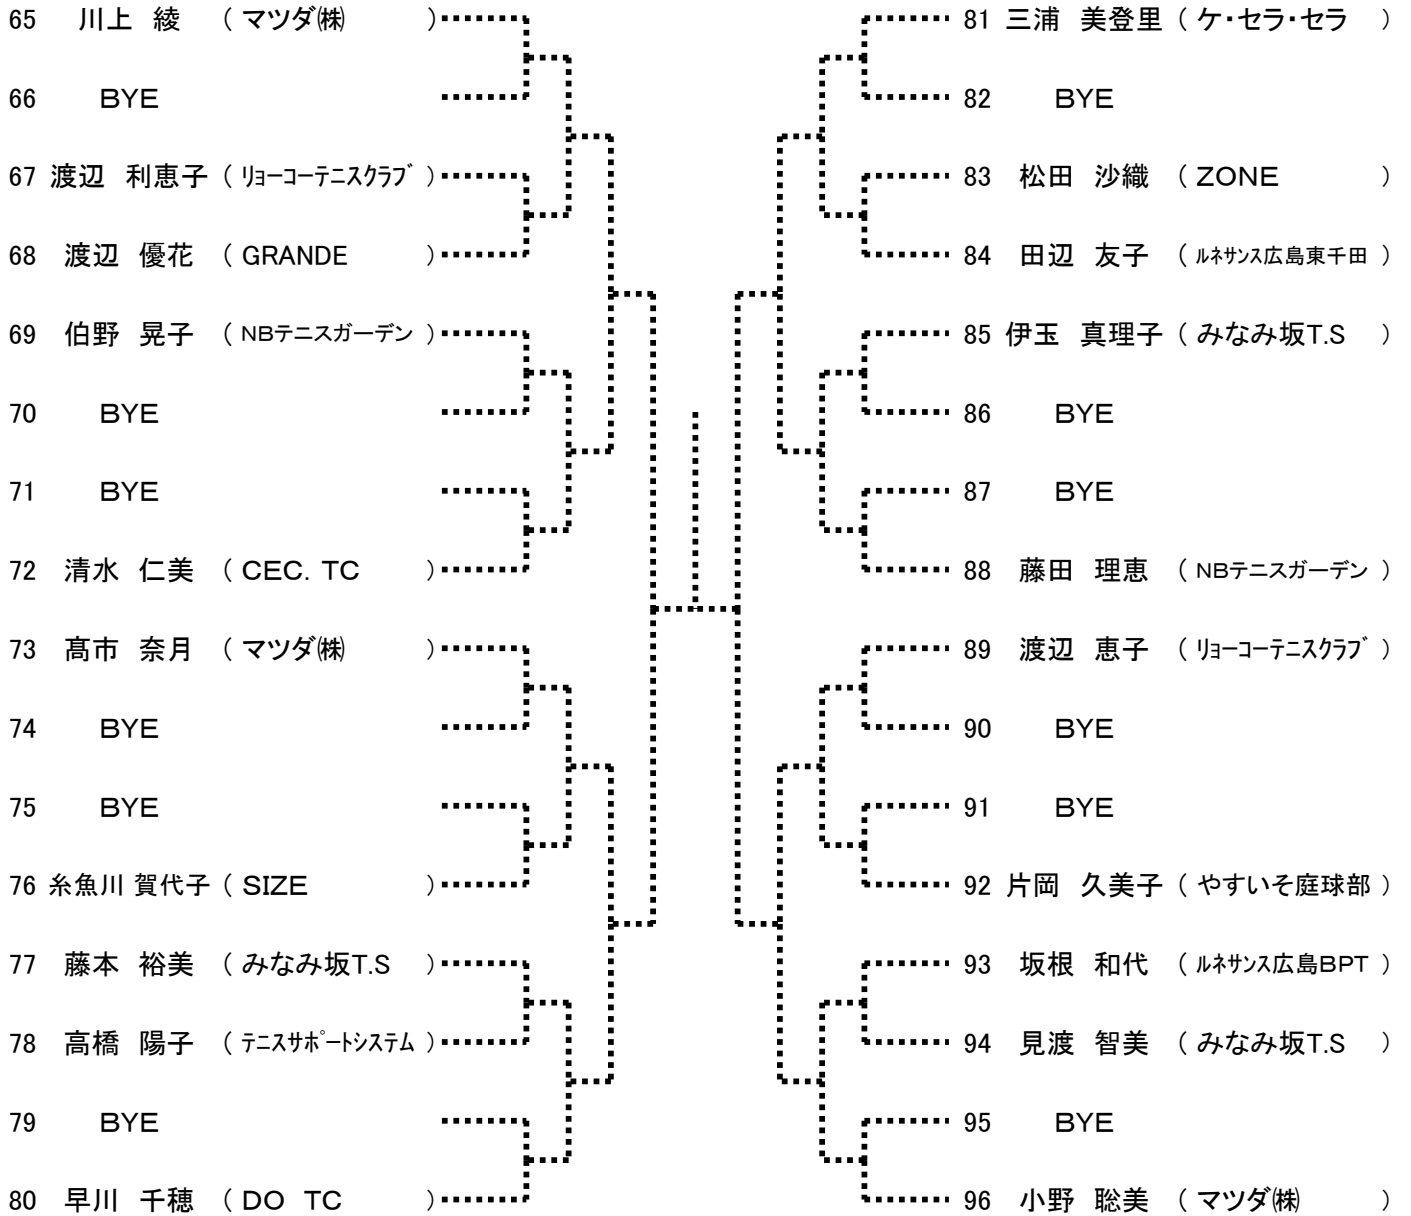 65 川上 綾 ( マツダ㈱ )
66 BYE
67 渡辺 利恵子 ( ﾘｮｰｺｰﾃﾆｽｸﾗﾌﾞ )
68 渡辺 優花 ( GRANDE )
69 伯野 晃子 ( NBテニスガーデン )
70 BYE
71 BYE
72 清水 仁美 ( CEC. TC )
73 髙市 奈月 ( マツダ㈱ )
74 BYE
75 BYE
76 糸魚川 賀代子 ( SIZE )
77 藤本 裕美 ( みなみ坂T.S )
78 高橋 陽子 ( ﾃﾆｽｻﾎﾟｰﾄｼｽﾃﾑ )
79 BYE
80 早川 千穂 ( DO TC )
81 三浦 美登里 ( ケ・セラ・セラ )
82 BYE
83 松田 沙織 ( ZONE )
84 田辺 友子 ( ﾙﾈｻﾝｽ広島東千田 )
85 伊玉 真理子 ( みなみ坂T.S )
86 BYE
87 BYE
88 藤田 理恵 ( NBテニスガーデン )
89 渡辺 恵子 ( ﾘｮｰｺｰﾃﾆｽｸﾗﾌﾞ )
90 BYE
91 BYE
92 片岡 久美子 ( やすいそ庭球部 )
93 坂根 和代 ( ﾙﾈｻﾝｽ広島BPT )
94 見渡 智美 ( みなみ坂T.S )
95 BYE
96 小野 聡美 ( マツダ㈱ )